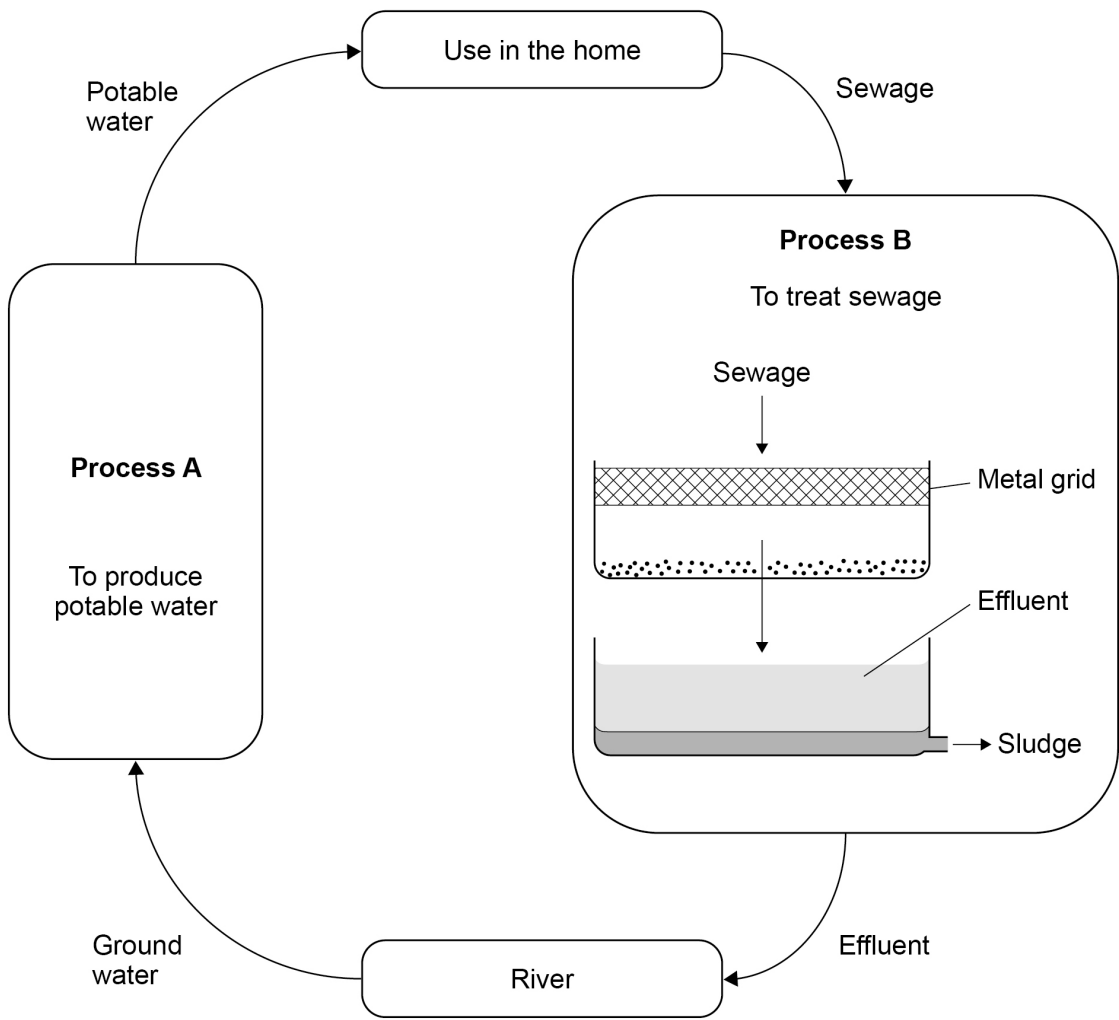 Use in the home
Potable
water
Sewage
Process B
To treat sewage
Sewage
Metal grid
Effluent
Sludge
Process A
To produce
potable water
Ground
water
River
Effluent